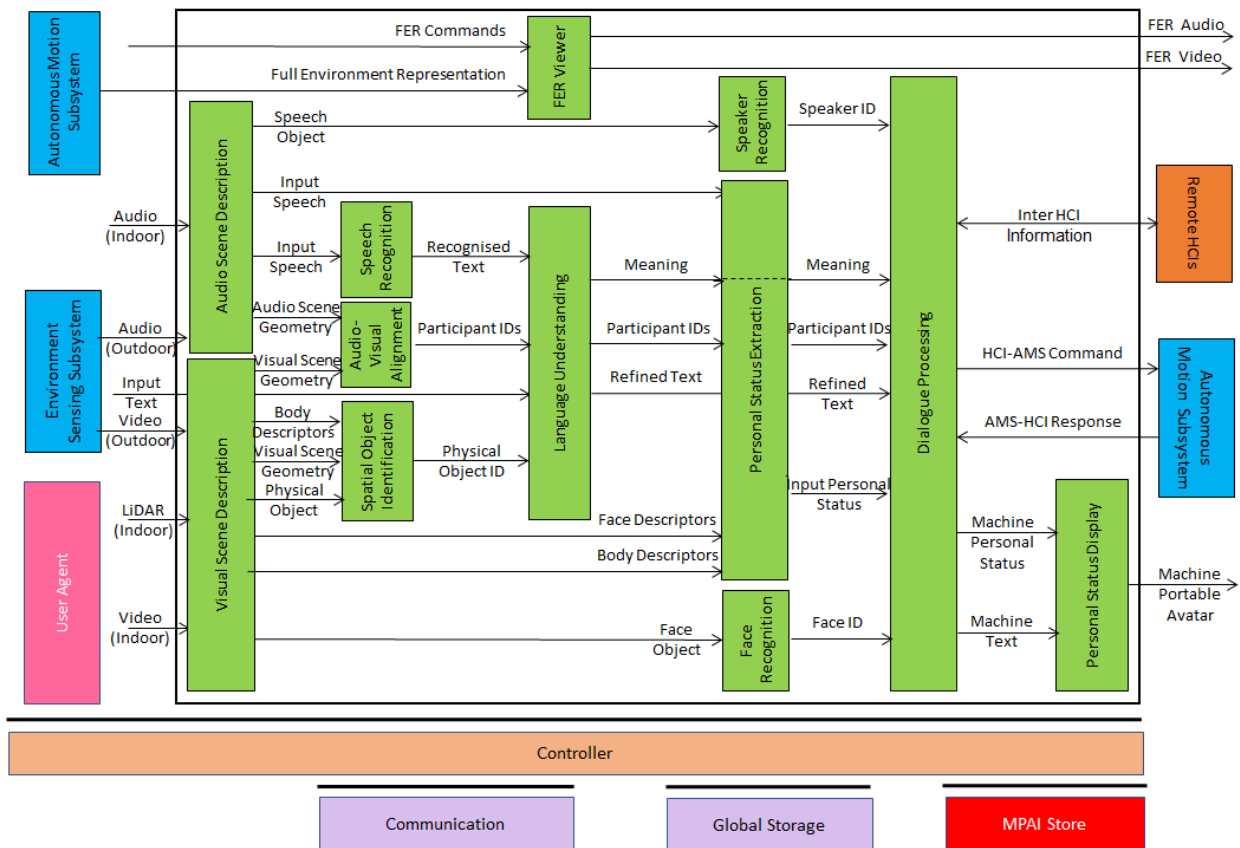 Autonomous Motion
Subsystem
FER Commands
Full Environment Representation
FER Viewer
FER Audio
FER Video
Audio Scene Description
Speech
Object
Speaker
Recognition
Speaker ID
Input
Speech
Audio
(Indoor)
Input
Speech
Speech
Recognition
Recognised
Text
Language Understanding
Meaning
Personal Status Extraction
Meaning
Dialogue Processing
Inter HCI
Information
Remote HCIs
Environment
Sensing Subsystem
Audio
(Outdoor)
Audio Scene
Geometry
Visual Scene
Geometry
Audio-
Visual
Alignment
Participant IDs
Participant IDs
Participant IDs
HCI-AMS Command
Autonomous
Motion Subsystem
Input
Text
Refined Text
Refined
Text
Video
(Outdoor)
Visual Scene Description
Body
Descriptors
Visual Scene
Geometry
Physical
Object
Spatial Object
Identification
Physical
Object ID
AMS-HCI Response
Input Personal
Status
User Agent
LiDAR
(Indoor)
Face Descriptors
Body Descriptors
Machine
Personal
Status
Personal Status Display
Machine
Portable
Avatar
Video
(Indoor)
Face
Object
Face
Recognition
Face ID
Machine
Text
Controller
Communication
Global Storage
MPAI Store